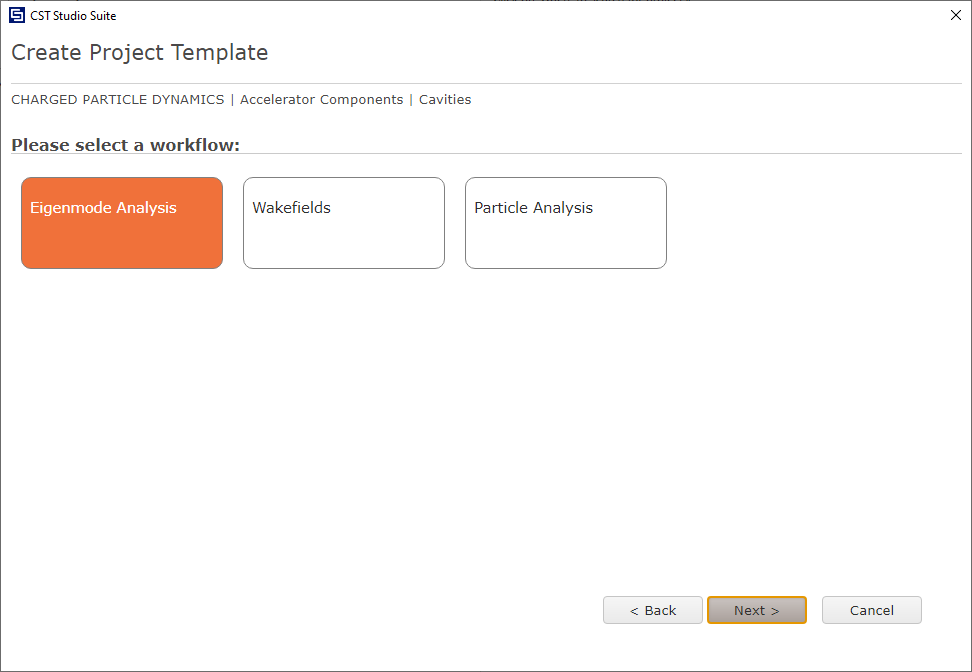 CST Studio Suite
Create Project Template
CHARGED PARTICLE DYNAMICS | Accelerator Components | Cavities
Please select a workflow:
Eigenmode Analysis
Wakefields
Particle Analysis
< Back
Next >
Cancel